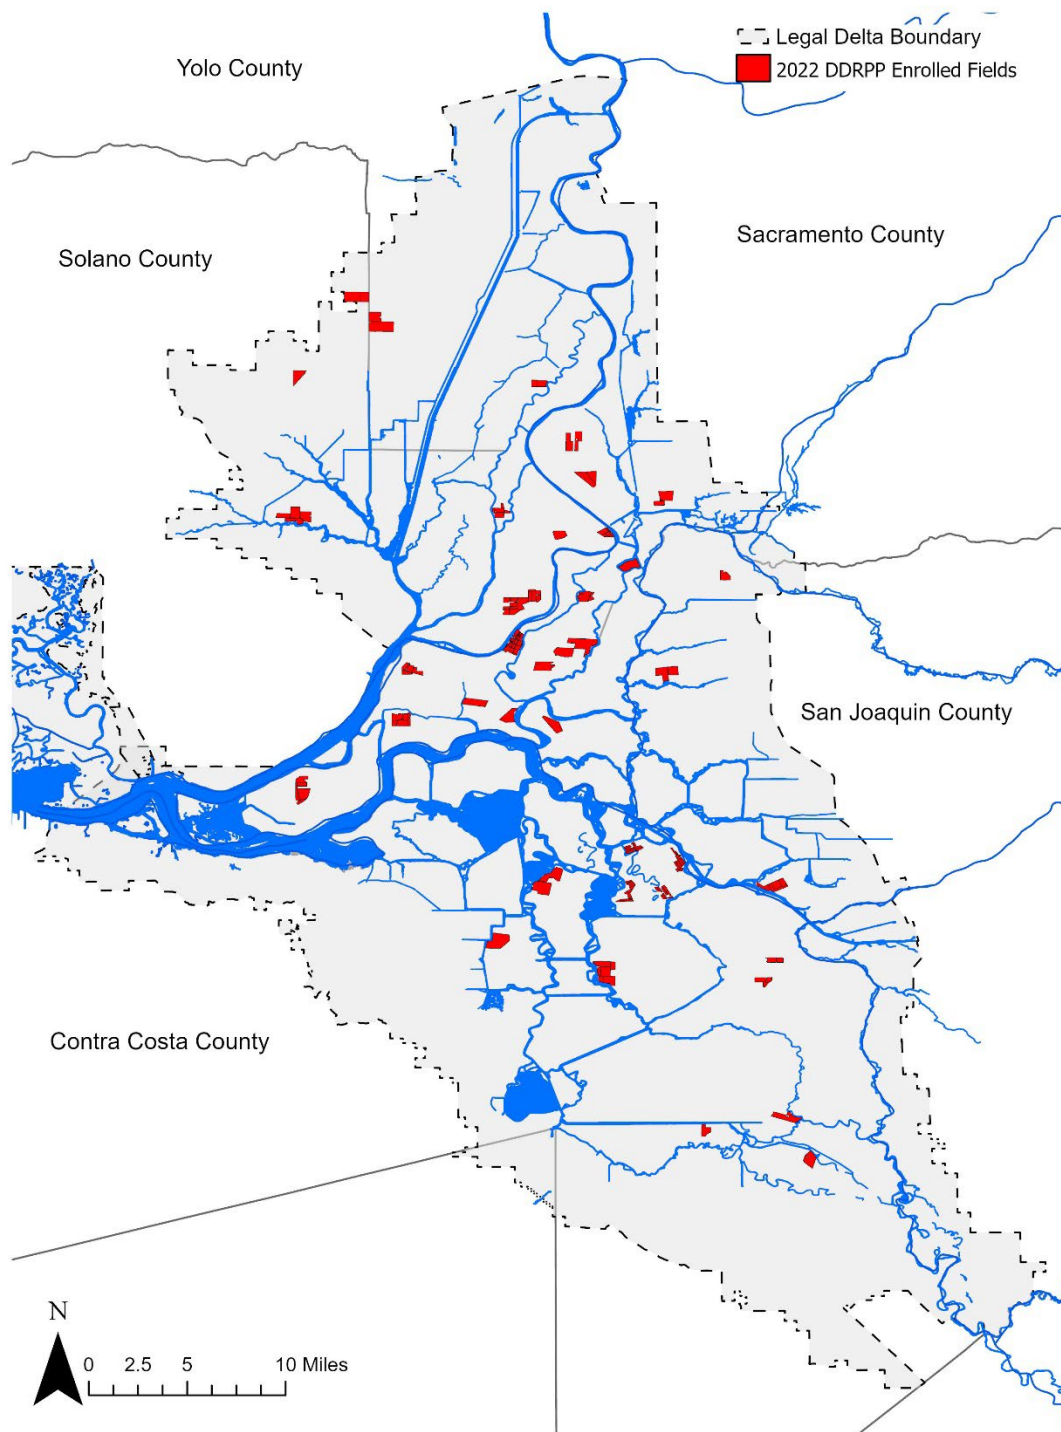 Legal Delta Boundary
2022 DDRPP Enrolled Fields
Yolo County
Solano County
Sacramento County
San Joaquin County
Contra Costa County
N
0 2.5 5 10 Miles